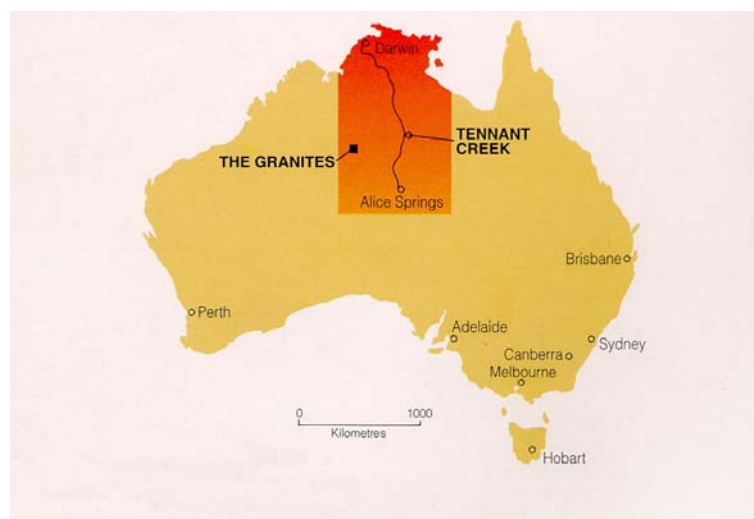 Darwin
TENNANT
CREEK
THE GRANITES
Alice Springs
Brisbane
Perth
Adelaide
Sydney
Canberra
Melbourne
0 1000
Kilometres
Hobart